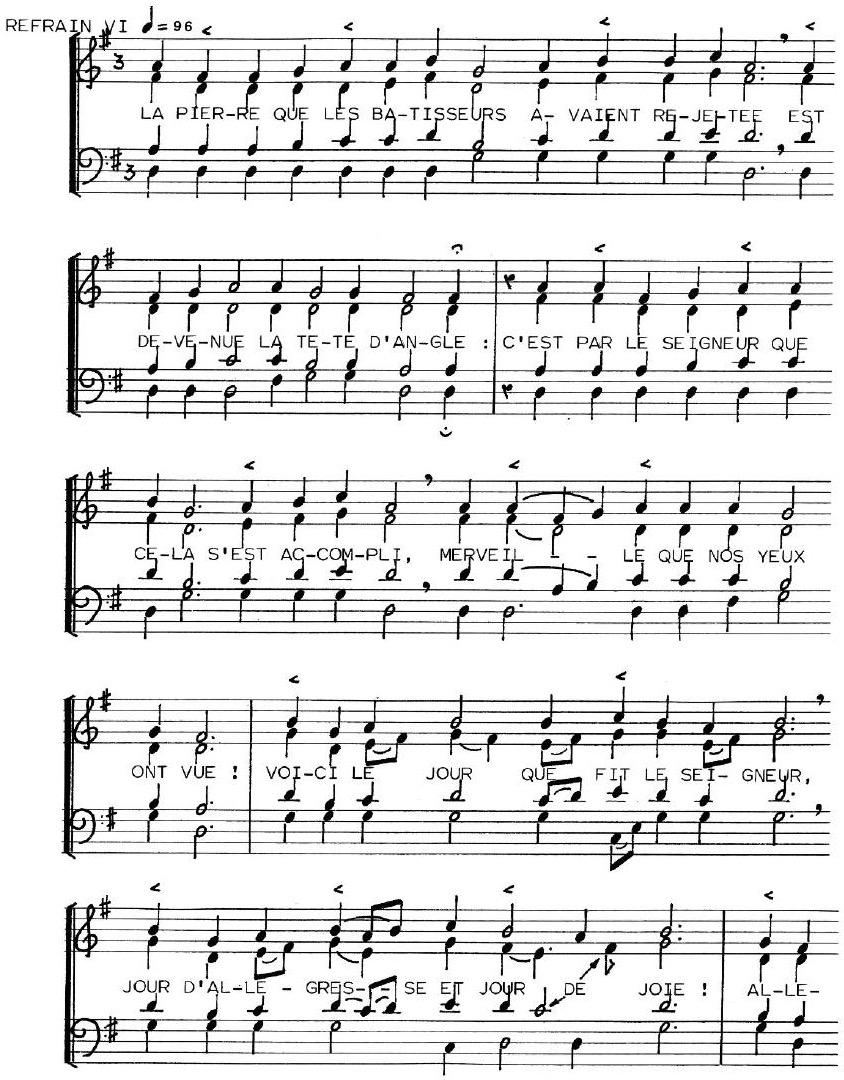 REFRAIN VI ♩= 96
3
LA PIER-RE QUE LES BA-TISSEURS A- VAIENT RE-JE-TEE EST
3
DE-VE-NUE LA TE-TE D'AN-GLE : C'EST PAR LE SEIGNEUR QUE
CE-LA S'EST AC-COM-PLI, MERVEIL - - LE QUE NOS YEUX
ONT VUE ! VOI-CI LE JOUR QUE FIT LE SEI- GNEUR,
JOUR D'AL-LE - GRES- - SE ET JOUR DE JOIE ! AL-LE-